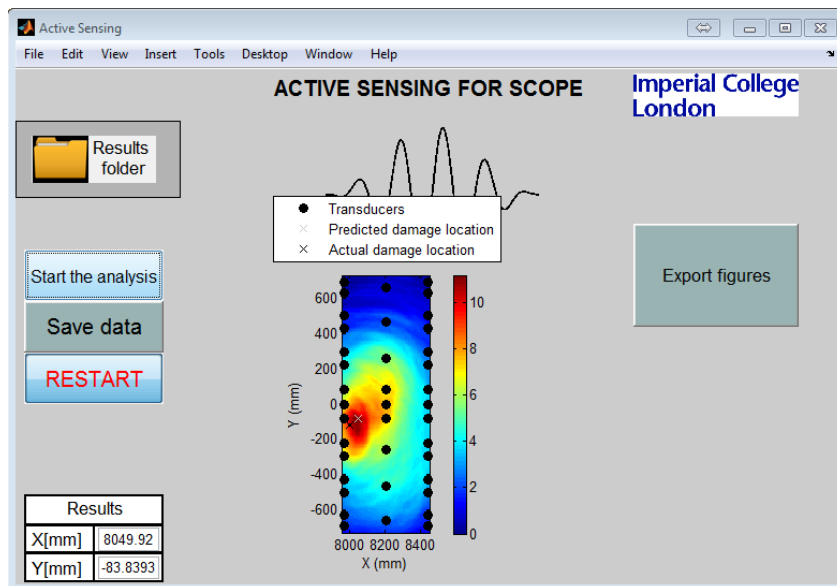 Active Sensing
File Edit View Insert Tools Desktop Window Help
ACTIVE SENSING FOR SCOPE
Imperial College
London
Results
folder
Transducers
Predicted damage location
Actual damage location
Start the analysis
Save data
RESTART
Export figures
600
400
200
0
-200
-400
-600
Y (mm)
8000 8200 8400
X (mm)
10
8
6
4
2
0
Results
X[mm] 8049.92
Y[mm] -83.8393